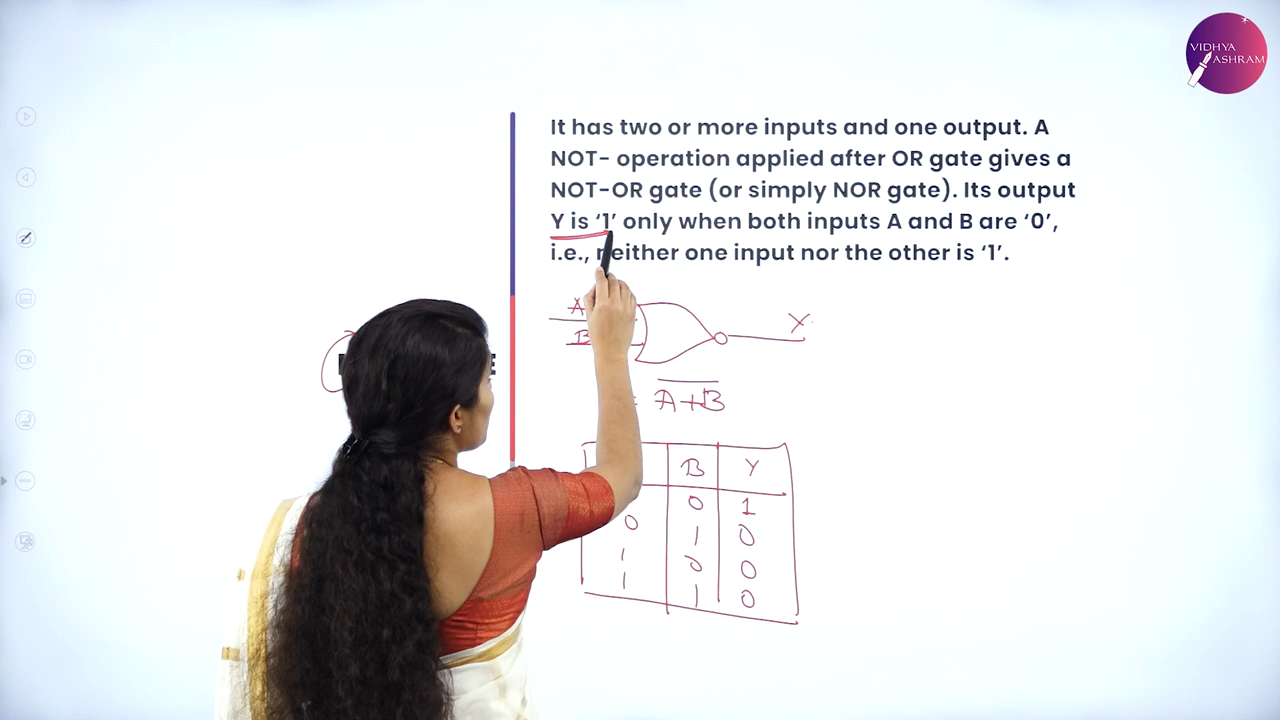 VIDHYA
ASHRAM
It has two or more inputs and one output. A
NOT- operation applied after OR gate gives a
NOT-OR gate (or simply NOR gate). Its output
Y is ‘1’ only when both inputs A and B are ‘0’,
i.e., neither one input nor the other is ‘1’.
A
B
Y
= A+B
B Y
0 1
0 1 0
1 0 0
1 1 0